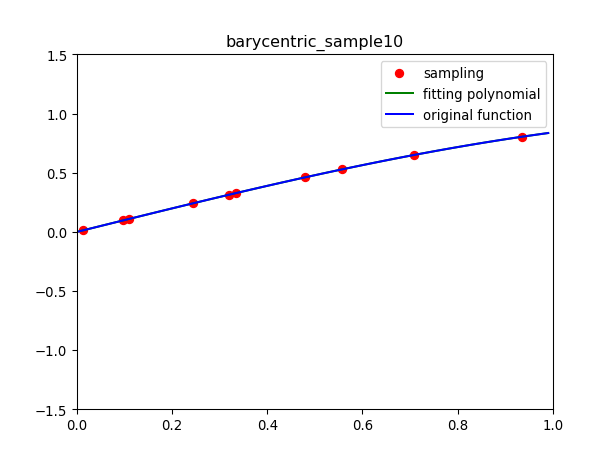 barycentric_sample10
sampling
fitting polynomial
original function
1.5
1.0
0.5
0.0
−0.5
−1.0
−1.5
0.0 0.2 0.4 0.6 0.8 1.0